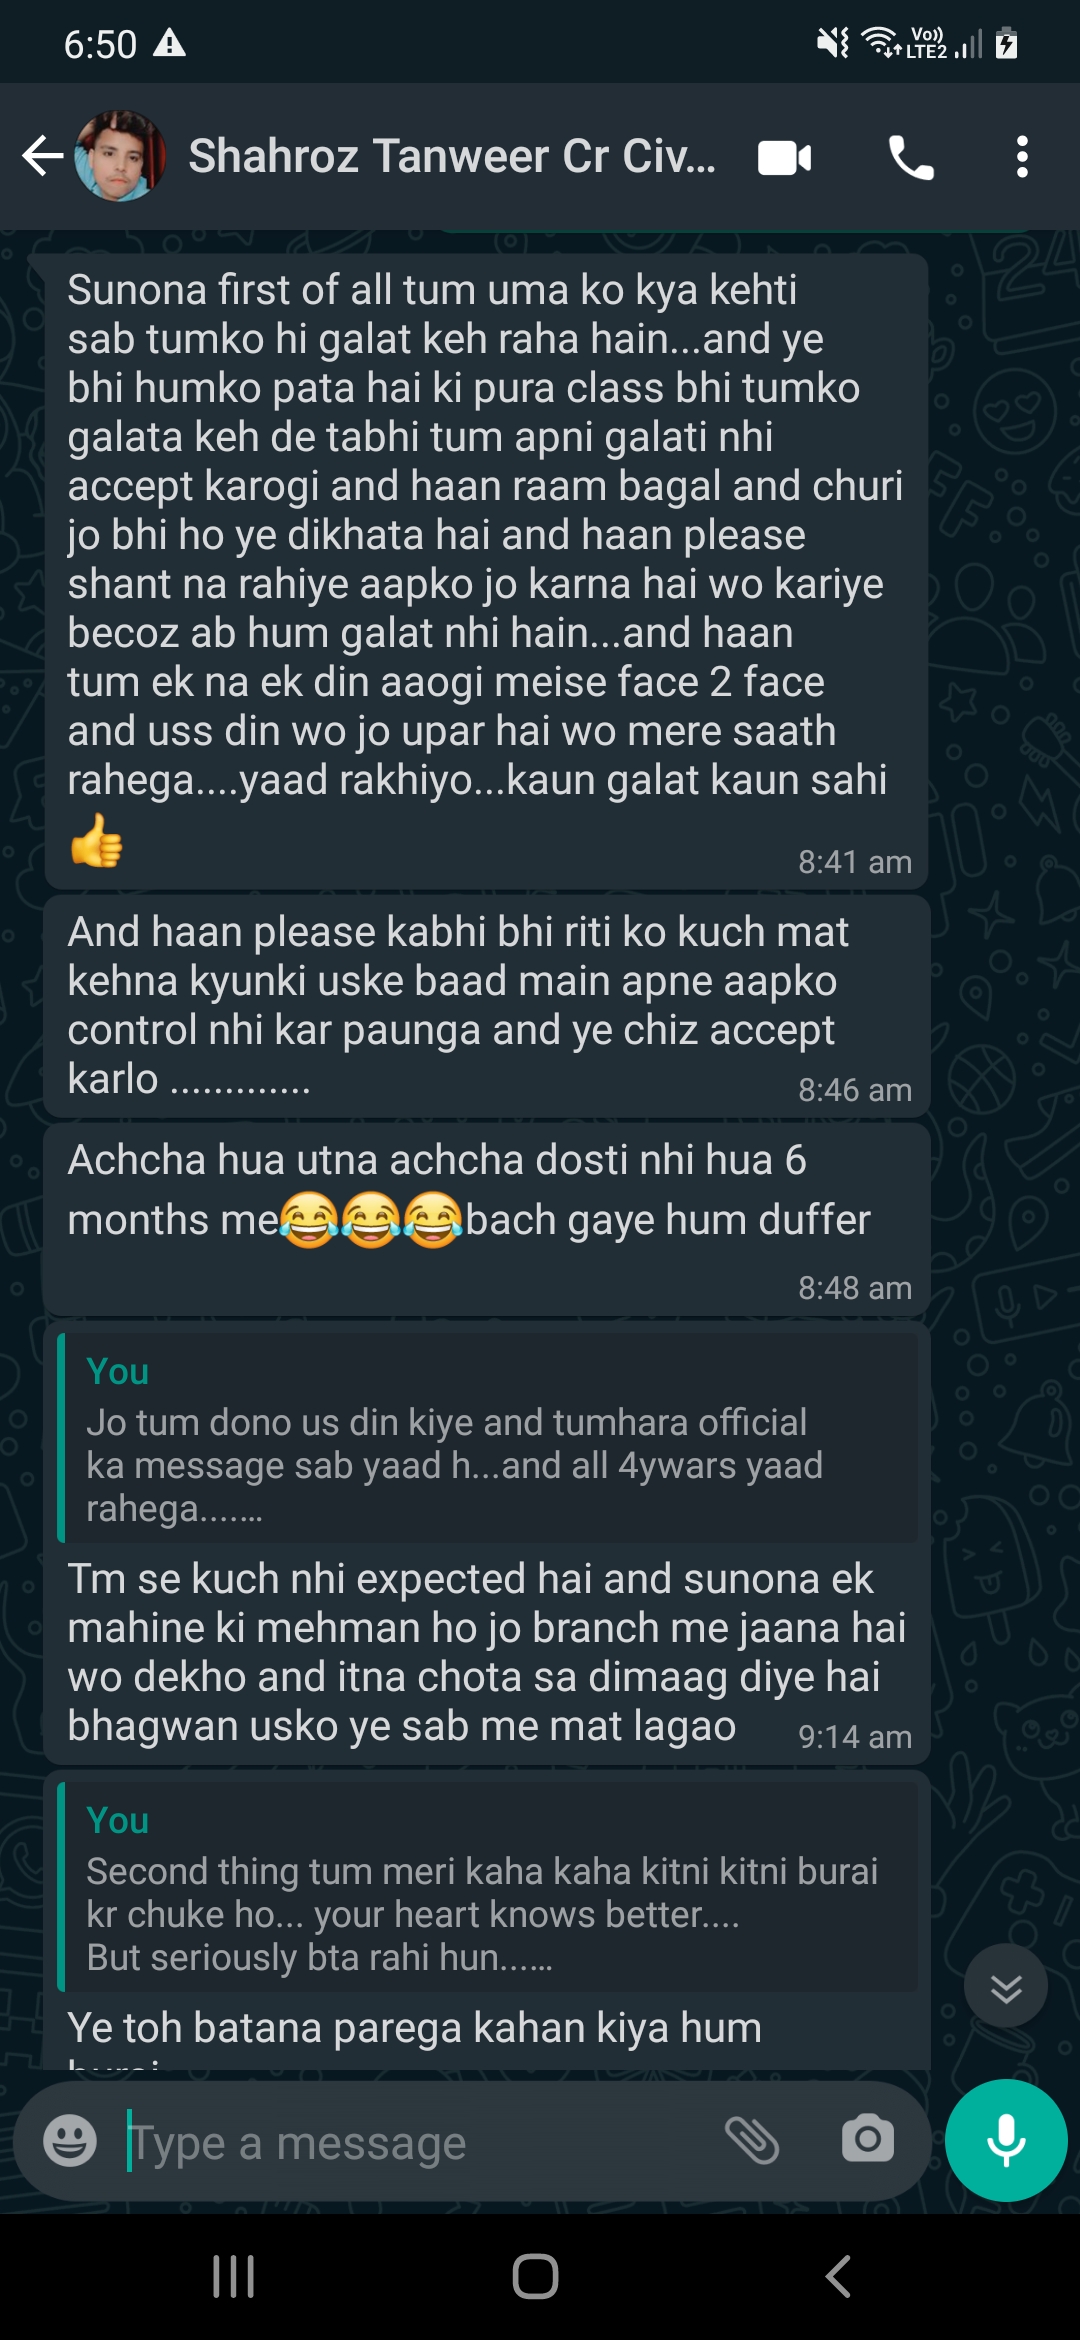 6:50
Vo))
LTE2
Shahroz Tanweer Cr Civ...
Sunona first of all tum uma ko kya kehti
sab tumko hi galat keh raha hain...and ye
bhi humko pata hai ki pura class bhi tumko
galata keh de tabhi tum apni galati nhi
accept karogi and haan raam bagal and churi
jo bhi ho ye dikhata hai and haan please
shant na rahiye aapko jo karna hai wo kariye
becoz ab hum galat nhi hain...and haan
tum ek na ek din aaogi meise face 2 face
and uss din wo jo upar hai wo mere saath
rahega....yaad rakhiyo...kaun galat kaun sahi
👍
8:41 am
And haan please kabhi bhi riti ko kuch mat
kehna kyunki uske baad main apne aapko
control nhi kar paunga and ye chiz accept
karlo .............
8:46 am
Achcha hua utna achcha dosti nhi hua 6
months me😂😂😂bach gaye hum duffer
8:48 am
You
Jo tum dono us din kiye and tumhara official
ka message sab yaad h...and all 4ywars yaad
rahega.......
Tm se kuch nhi expected hai and sunona ek
mahine ki mehman ho jo branch me jaana hai
wo dekho and itna chota sa dimaag diye hai
bhagwan usko ye sab me mat lagao
9:14 am
You
Second thing tum meri kaha kaha kitni kitni burai
kr chuke ho... your heart knows better....
But seriously bta rahi hun......
Ye toh batana parega kahan kiya hum
Type a message